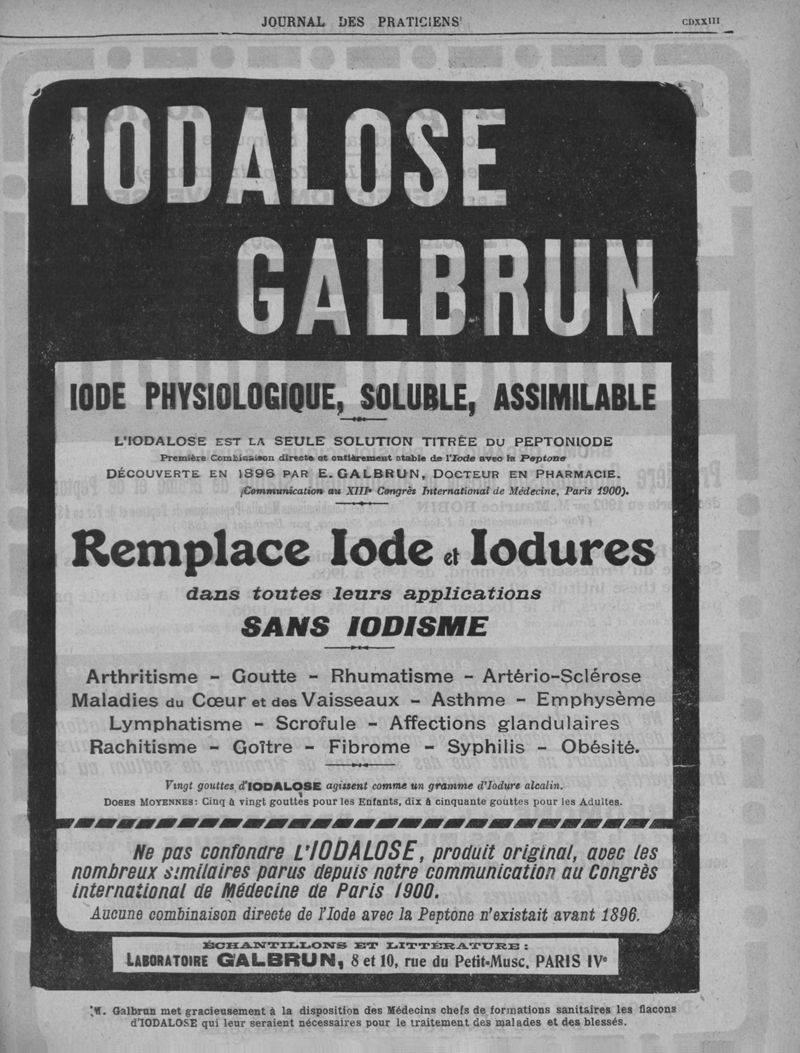 JOURNAL DES PRATICIENS
CDXXIII
IODALOSE
GALBRUN
IODE PHYSIOLOGIQUE, SOLUBLE, ASSIMILABLE
L'IODALOSE EST LA SEULE SOLUTION TITRÉE DU PEPTONIODE
Première Combinaison directe et entièrement stable de l'Iode avec la Peptone
DÉCOUVERTE EN 1896 PAR E. GALBRUN, DOCTEUR EN PHARMACIE.
(Communication au XIIIe Congrès International de Médecine, Paris 1900).
Remplace Iode et Iodures
dans toutes leurs applications
SANS IODISME
Arthritisme - Goutte - Rhumatisme - Artério-Sclérose
Maladies du Cœur et des Vaisseaux - Asthme - Emphysème
Lymphatisme - Scrofule - Affections glandulaires
Rachitisme - Goître - Fibrome - Syphilis - Obésité.
Vingt gouttes d'IODALOSE agissent comme un gramme d'Iodure alcalin.
DOSES MOYENNES: Cinq à vingt gouttes pour les Enfants, dix à cinquante gouttes pour les Adultes.
Ne pas confondre L'IODALOSE, produit original, avec les
nombreux similaires parus depuis notre communication au Congrès
international de Médecine de Paris 1900.
Aucune combinaison directe de l'Iode avec la Peptone n'existait avant 1896.
ÉCHANTILLONS ET LITTÉRATURE:
LABORATOIRE GALBRUN, 8 et 10, rue du Petit-Musc, PARIS IVe
M. Galbrun met gracieusement à la disposition des Médecins chefs de formations sanitaires les flacons
d'IODALOSE qui leur seraient nécessaires pour le traitement des malades et des blessés.